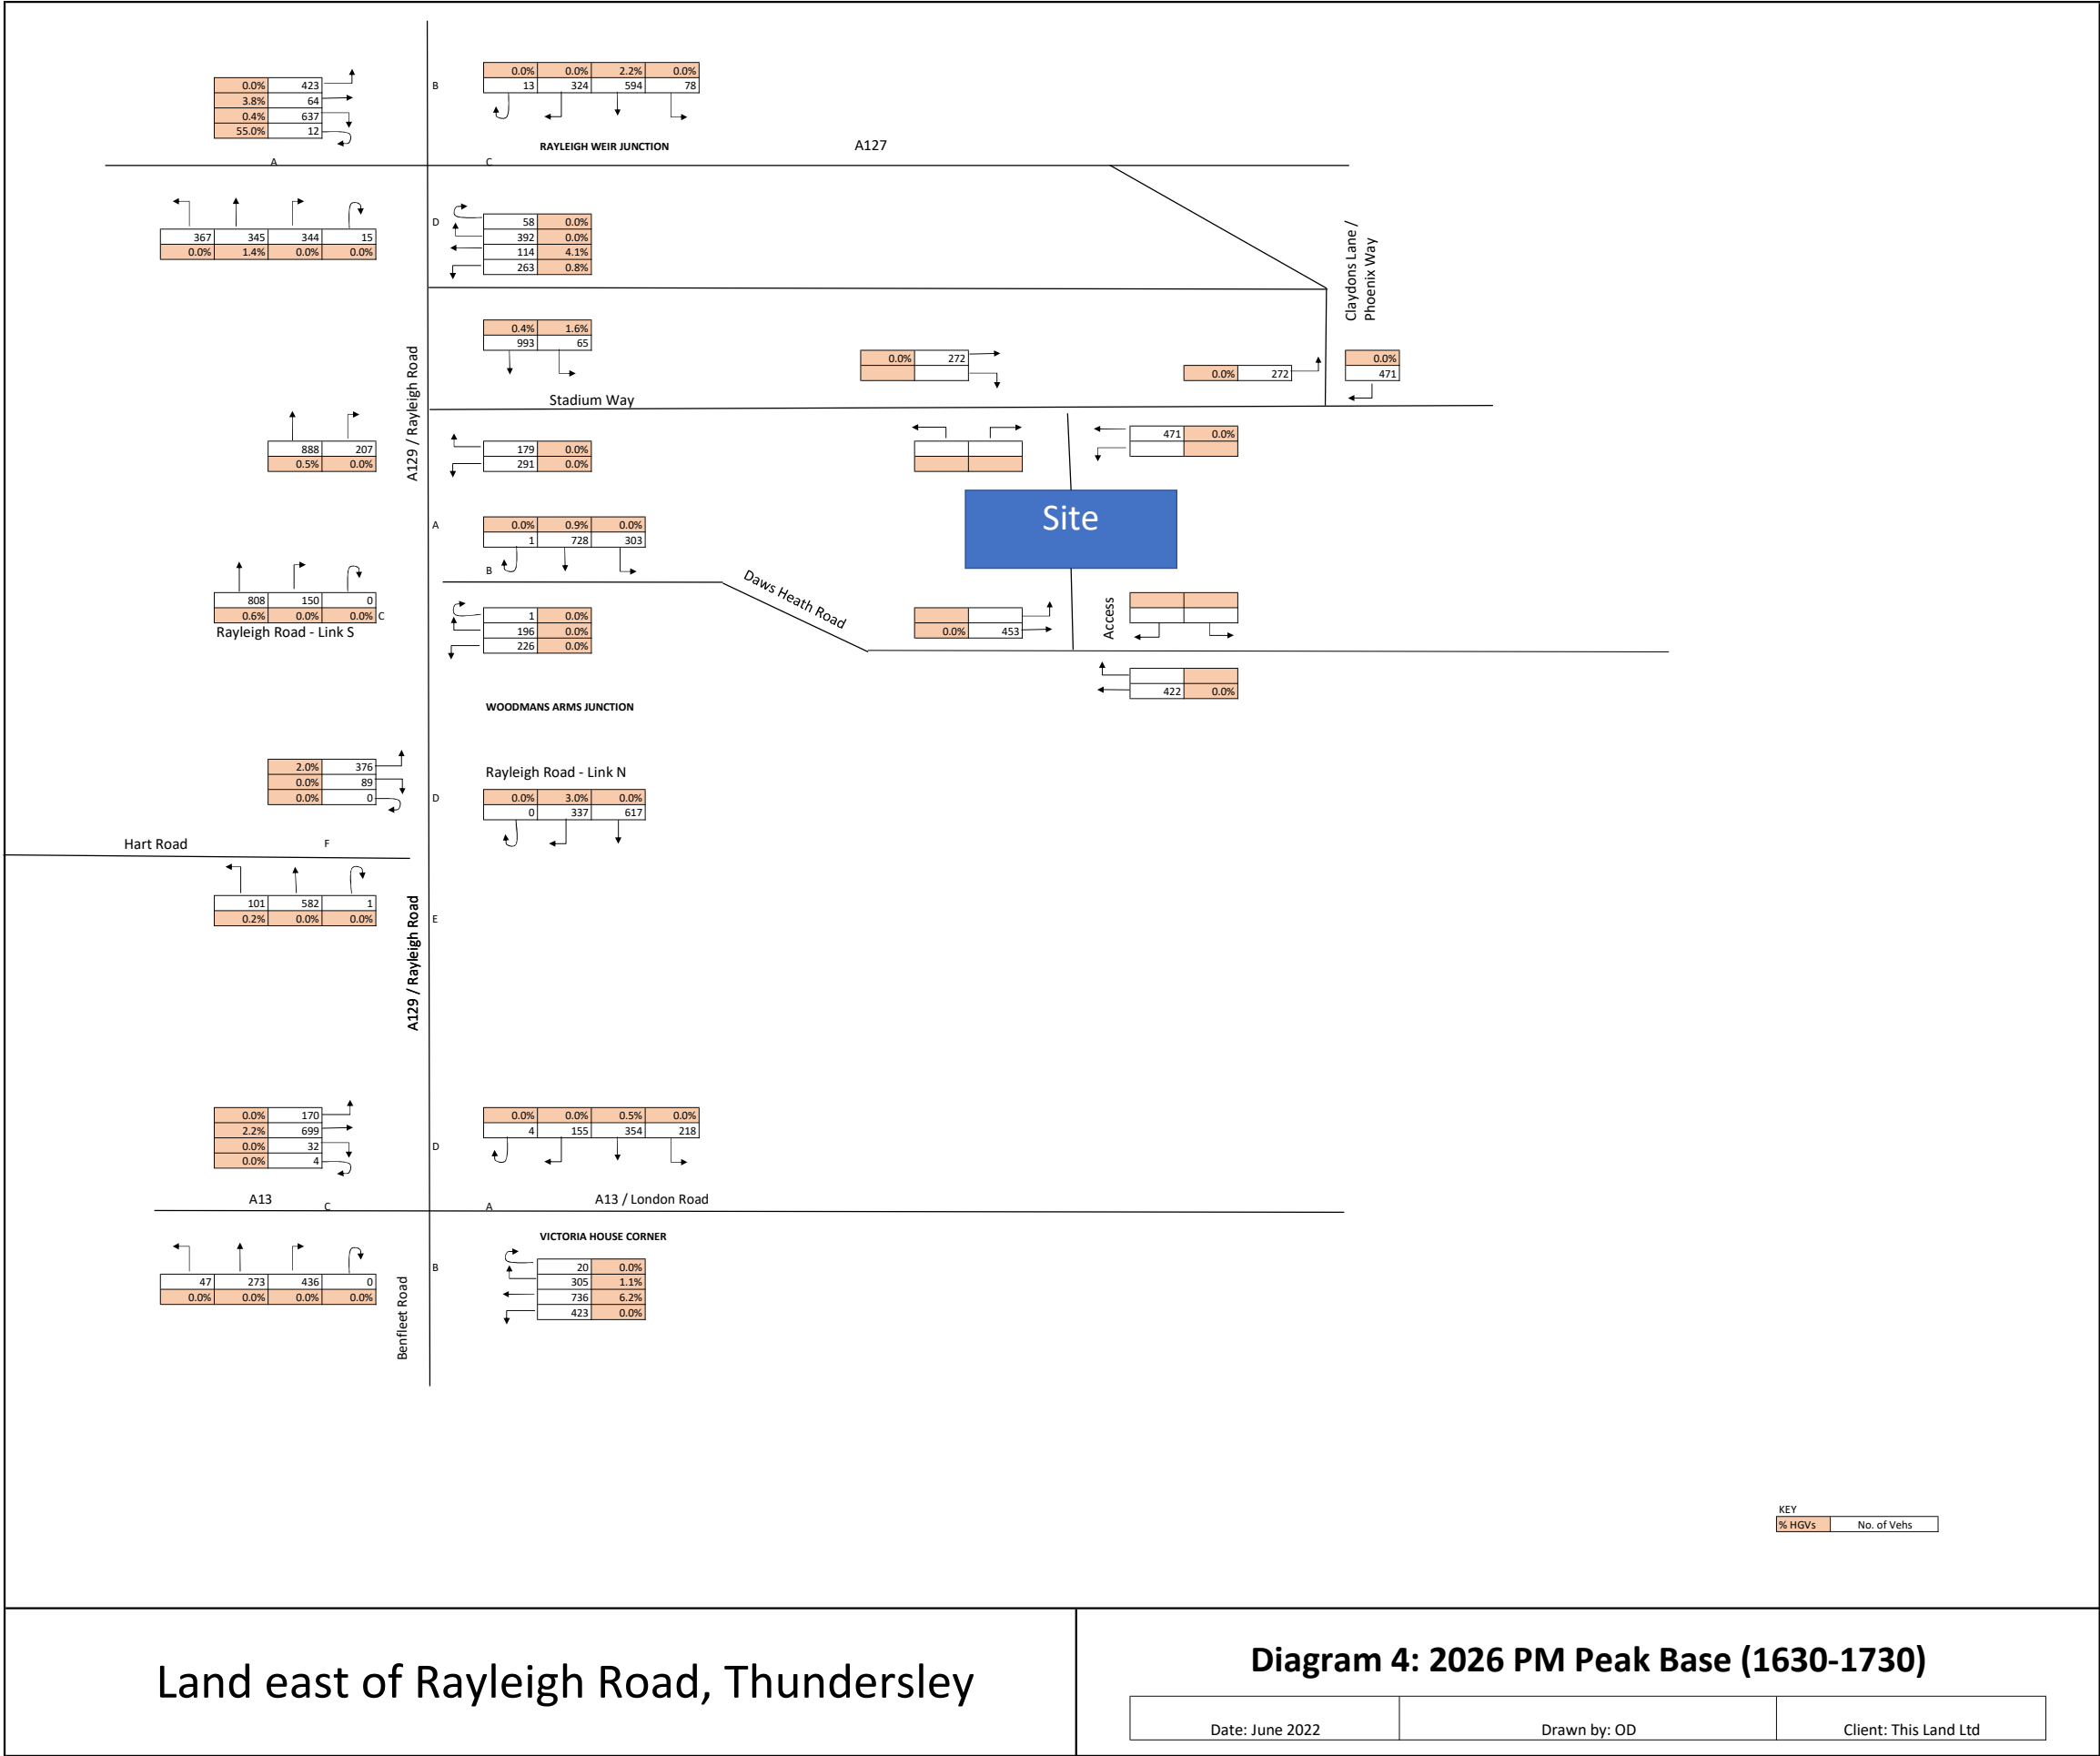 0.0% 423
3.8% 64
0.4% 637
55.0% 12
A
B
0.0% 0.0% 2.2% 0.0%
13 324 594 78
RAYLEIGH WEIR JUNCTION
A127
C
367 345 344 15
0.0% 1.4% 0.0% 0.0%
D
58 0.0%
392 0.0%
114 4.1%
263 0.8%
Claydons Lane /
Phoenix Way
A129 / Rayleigh Road
0.4% 1.6%
993 65
0.0% 272
0.0% 272
0.0%
471
Stadium Way
888 207
0.5% 0.0%
179 0.0%
291 0.0%
471 0.0%
Site
A
0.0% 0.9% 0.0%
1 728 303
B
808 150 0
0.6% 0.0% 0.0% C
Rayleigh Road - Link S
1 0.0%
196 0.0%
226 0.0%
Daws Heath Road
0.0% 453
Access
422 0.0%
WOODMANS ARMS JUNCTION
2.0% 376
0.0% 89
0.0% 0
Rayleigh Road - Link N
D
0.0% 3.0% 0.0%
0 337 617
Hart Road
F
101 582 1
0.2% 0.0% 0.0%
E
A129 / Rayleigh Road
0.0% 170
2.2% 699
0.0% 32
0.0% 4
D
0.0% 0.0% 0.5% 0.0%
4 155 354 218
A13
C
A
A13 / London Road
VICTORIA HOUSE CORNER
47 273 436 0
0.0% 0.0% 0.0% 0.0%
Benfleet Road
B
20 0.0%
305 1.1%
736 6.2%
423 0.0%
KEY
% HGVs No. of Vehs
Land east of Rayleigh Road, Thundersley
Diagram 4: 2026 PM Peak Base (1630-1730)
Date: June 2022 Drawn by: OD Client: This Land Ltd